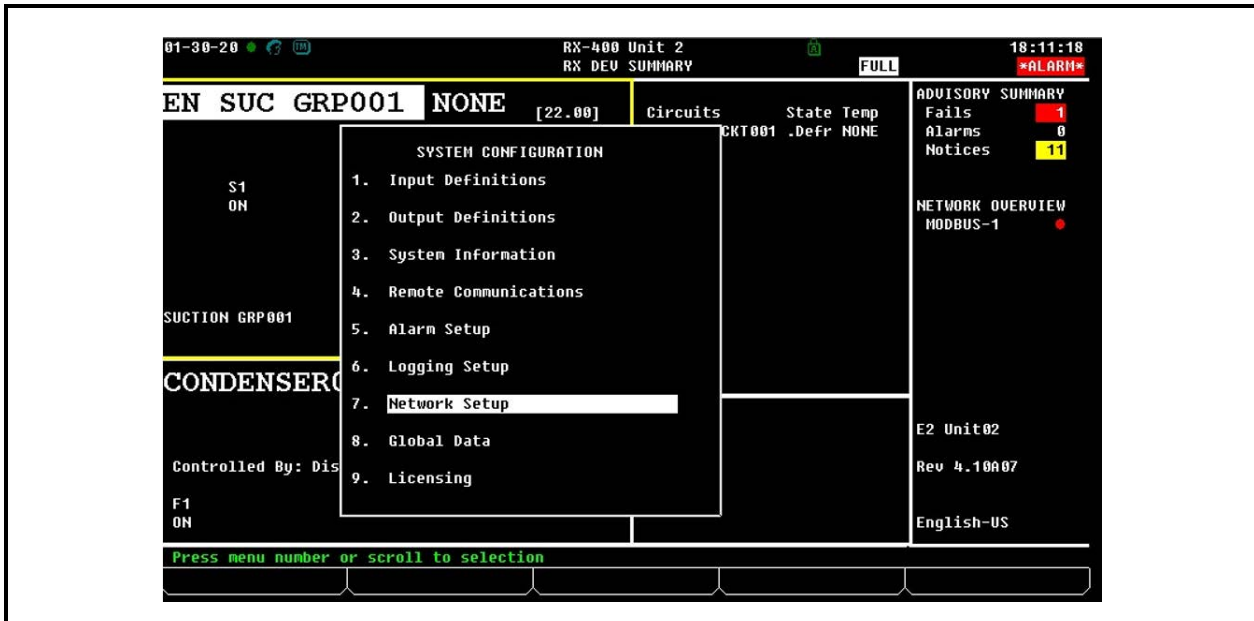 01-30-20 TM RX-400 Unit 2 18:11:18
RX DEV SUMMARY FULL *ALARM*
EN SUC GRP001 NONE [22.00]
S1
ON
SUCTION GRP001
CONDENSER
Controlled By: Dis
F1
ON
SYSTEM CONFIGURATION
1. Input Definitions
2. Output Definitions
3. System Information
4. Remote Communications
5. Alarm Setup
6. Logging Setup
7. Network Setup
8. Global Data
9. Licensing
Circuits State Temp
CKT001 .Defr NONE
ADVISORY SUMMARY
Fails 1
Alarms 0
Notices 11
NETWORK OVERVIEW
MODBUS-1
E2 Unit02
Rev 4.10A07
English-US
Press menu number or scroll to selection